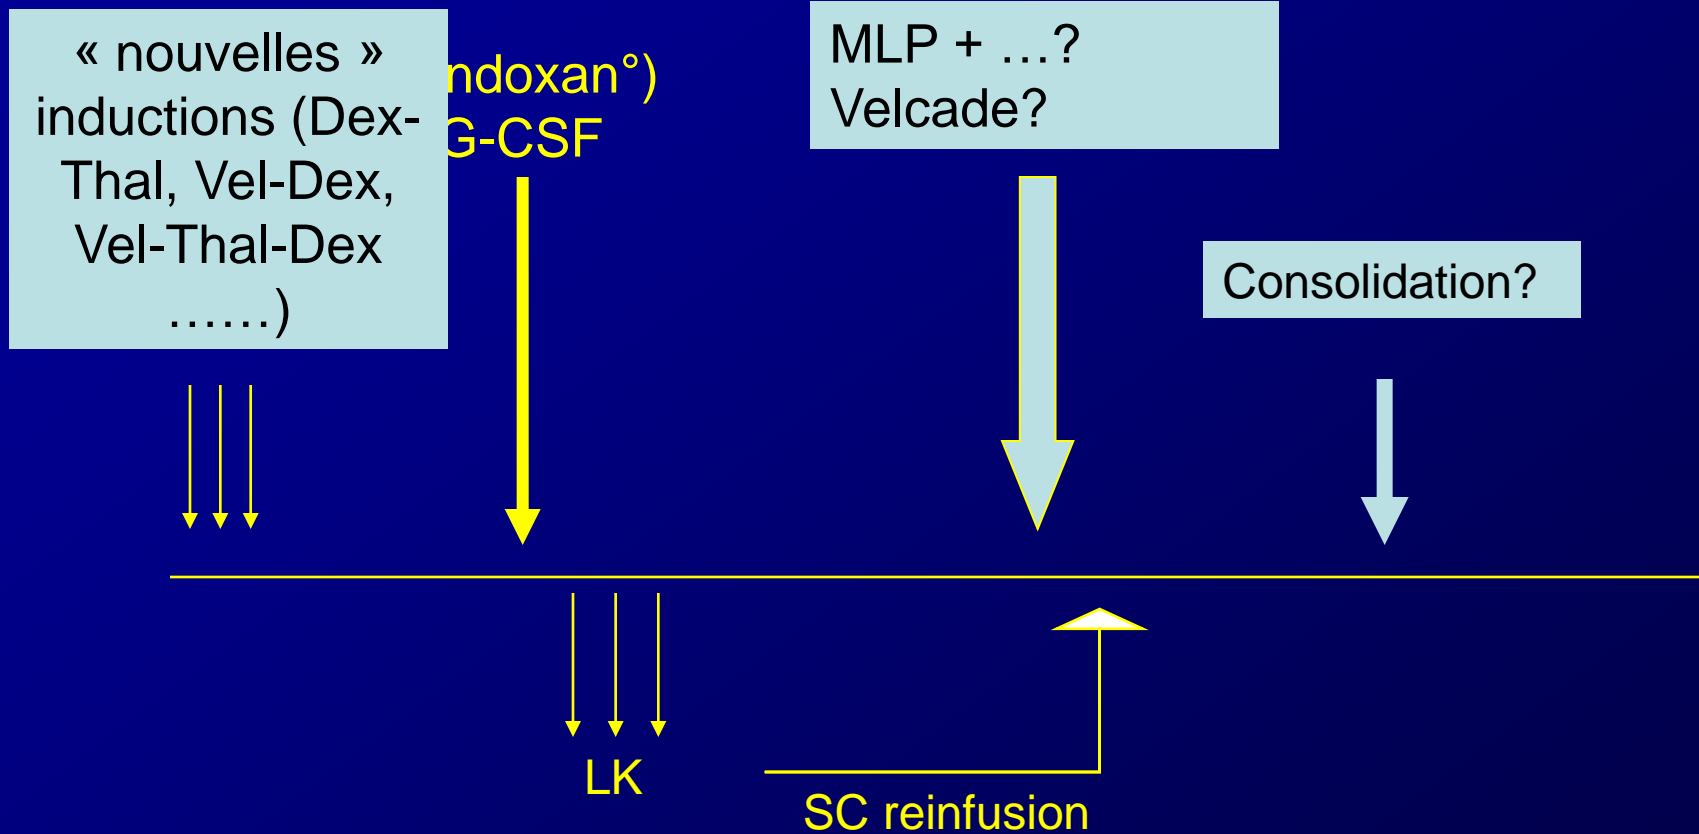 « nouvelles »
inductions (Dex-
Thal, Vel-Dex,
Vel-Thal-Dex
……)
ndoxan°)
G-CSF
MLP + …?
Velcade?
Consolidation?
LK
SC reinfusion